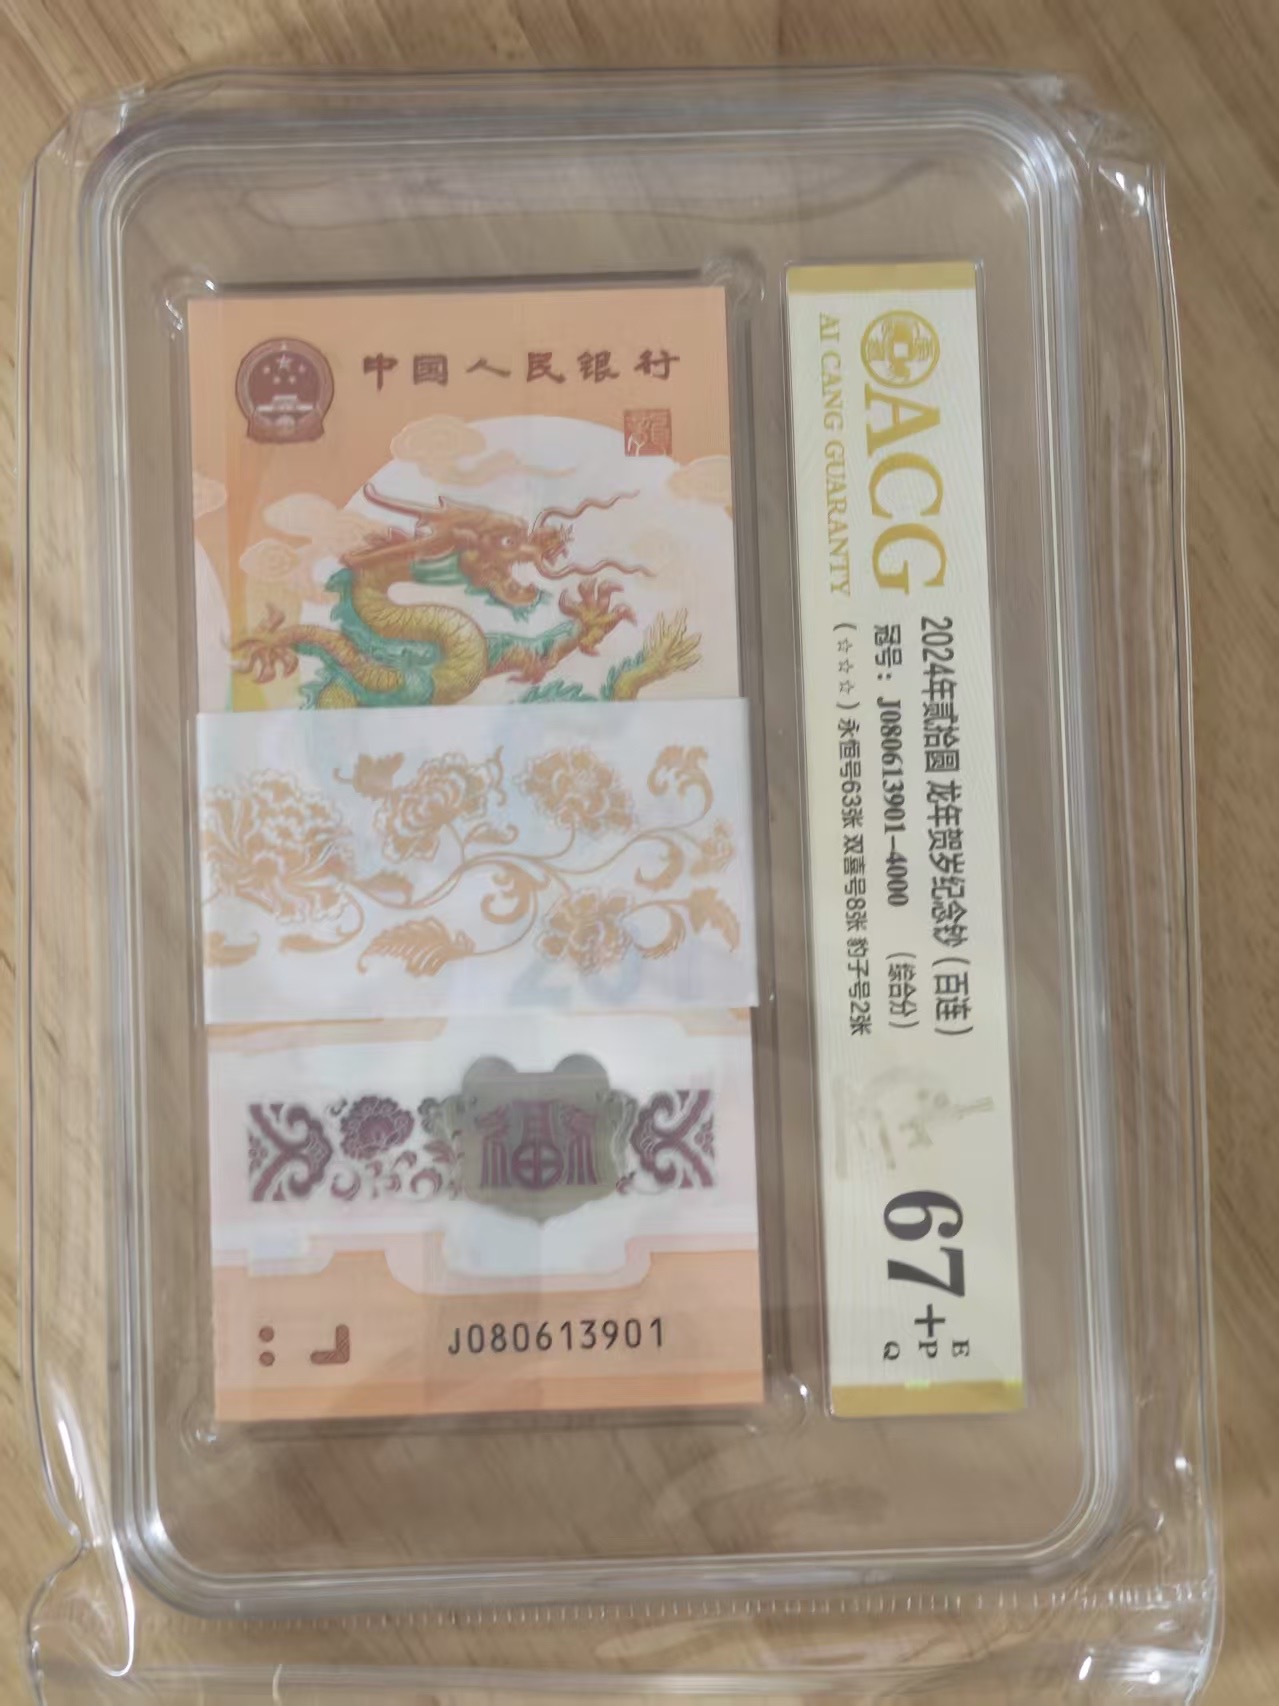 中国人民银行
福
J080613901
ACG
AI CANG GUARANTY
2024年贰拾圆 龙年贺岁纪念钞（百连）
冠号：J080613901-4000 （综合分）
（☆☆☆）永恒号63张 双喜号8张 豹子号2张
67+
E
P
Q